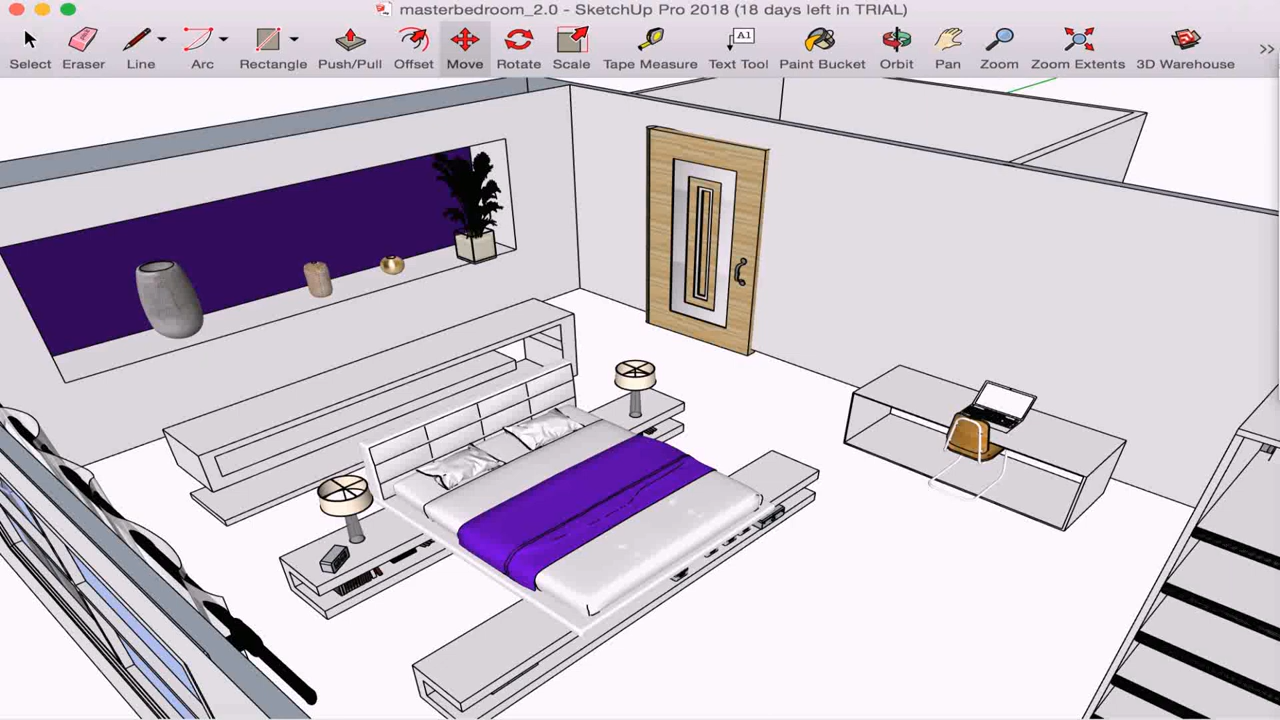 masterbedroom_2.0 - SketchUp Pro 2018 (18 days left in TRIAL)
A1
Select Eraser Line Arc Rectangle Push/Pull Offset Move Rotate Scale Tape Measure Text Tool Paint Bucket Orbit Pan Zoom Zoom Extents 3D Warehouse